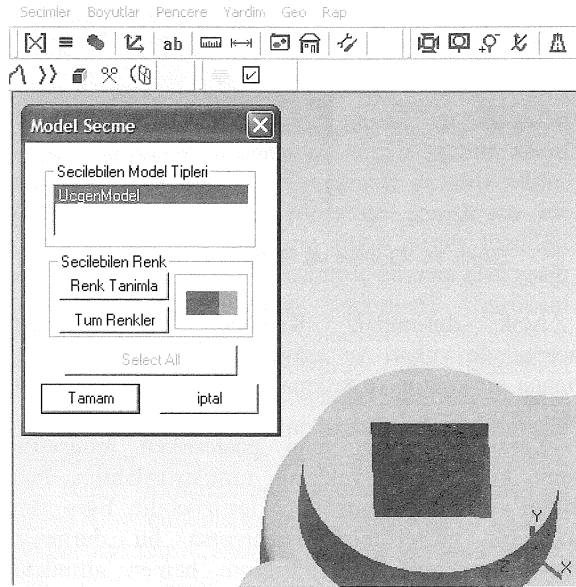 Secimler Boyutlar Pencere Yardim Geo Rap
ab
Model Secme
Secilebilen Model Tipleri
UcgenModel
Secilebilen Renk
Renk Tanimla
Tum Renkler
Select All
Tamam iptal
Y
Z X